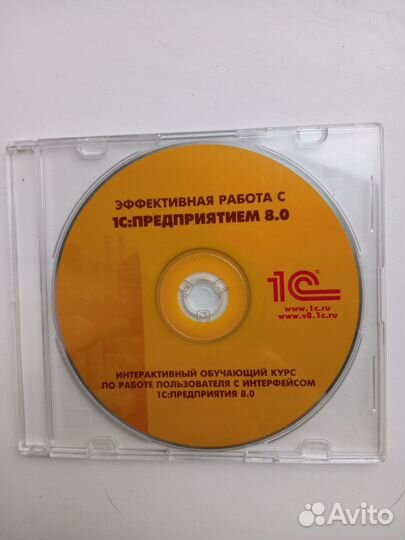 ЭФФЕКТИВНАЯ РАБОТА С
1С:ПРЕДПРИЯТИЕМ 8.0
1С®
www.1c.ru
www.v8.1c.ru
ИНТЕРАКТИВНЫЙ ОБУЧАЮЩИЙ КУРС
ПО РАБОТЕ ПОЛЬЗОВАТЕЛЯ С ИНТЕРФЕЙСОМ
1С:ПРЕДПРИЯТИЯ 8.0
Avito